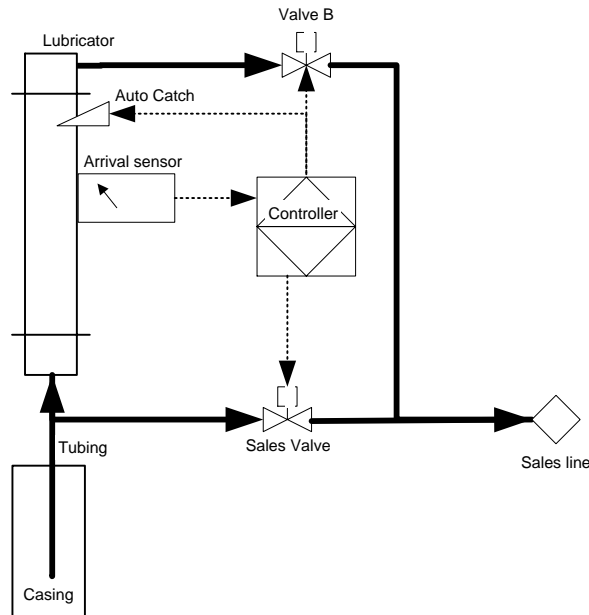 Valve B
Lubricator
Auto Catch
Arrival sensor
Controller
Sales Valve
Tubing
Sales line
Casing